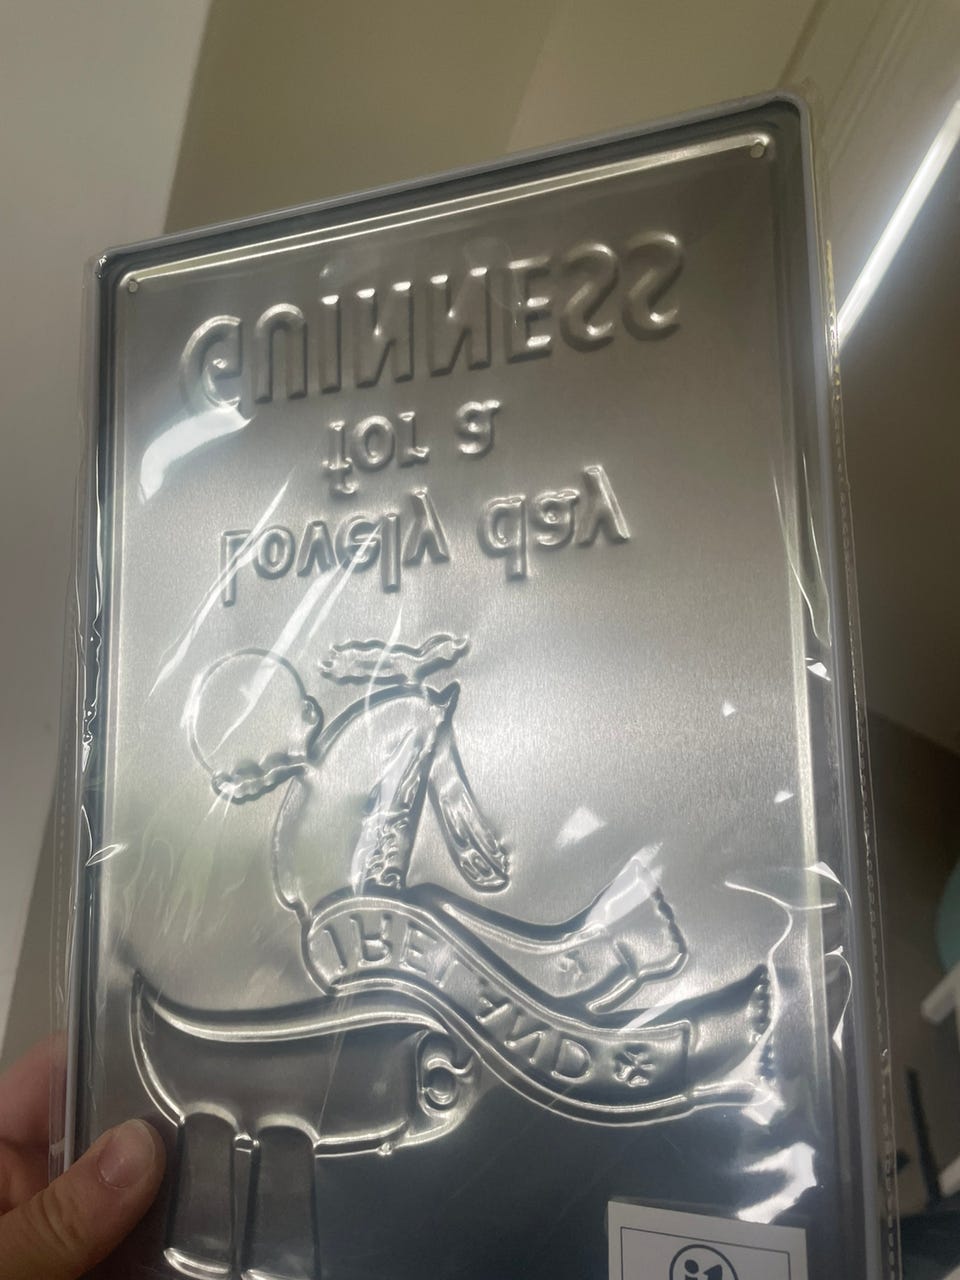 GUINNESS
for a
Lovely day
IRELAND